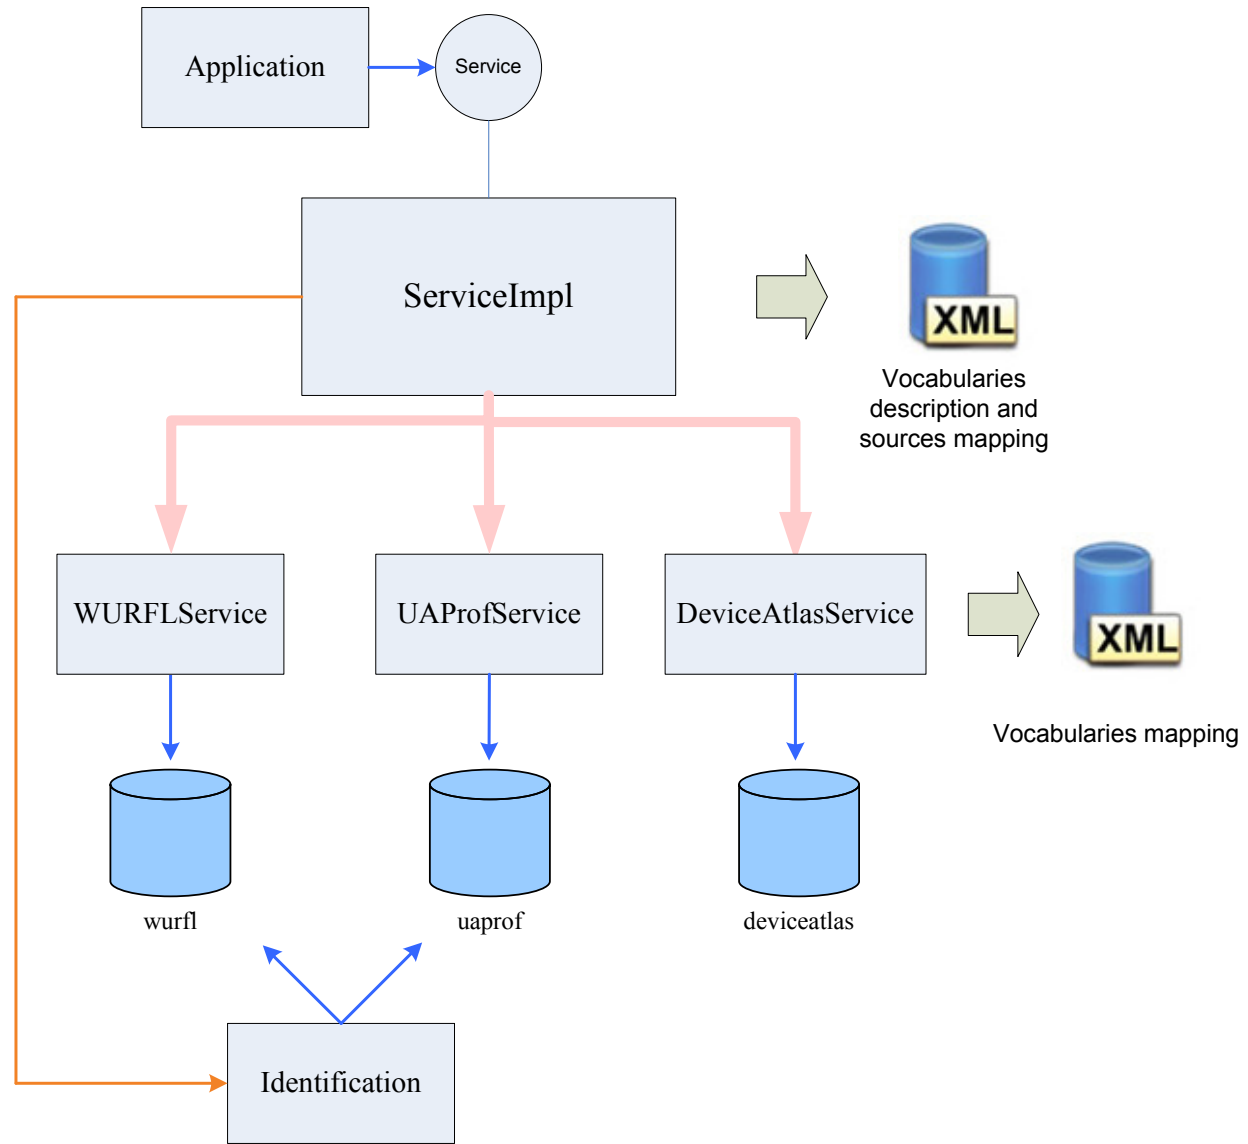 Application
Service
ServiceImpl
XML
Vocabularies
description and
sources mapping
WURFLService
UAProfService
DeviceAtlasService
XML
Vocabularies mapping
wurfl
uaprof
deviceatlas
Identification